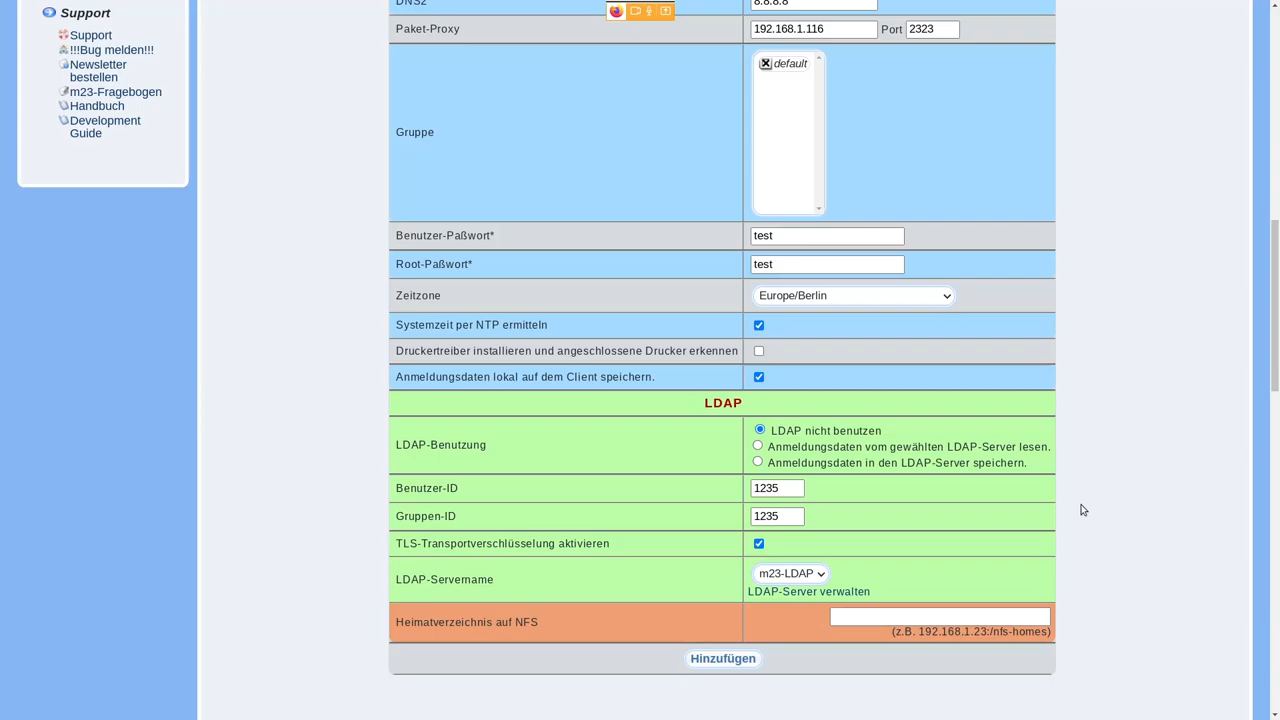 Support
Support
!!!Bug melden!!!
Newsletter
bestellen
m23-Fragebogen
Handbuch
Development
Guide
DNS2 8.8.8.8
Paket-Proxy 192.168.1.116 Port 2323
Gruppe default
Benutzer-Paßwort* test
Root-Paßwort* test
Zeitzone Europe/Berlin
Systemzeit per NTP ermitteln
Druckertreiber installieren und angeschlossene Drucker erkennen
Anmeldungsdaten lokal auf dem Client speichern.
LDAP
LDAP-Benutzung
LDAP nicht benutzen
Anmeldungsdaten vom gewählten LDAP-Server lesen.
Anmeldungsdaten in den LDAP-Server speichern.
Benutzer-ID 1235
Gruppen-ID 1235
TLS-Transportverschlüsselung aktivieren
LDAP-Servername m23-LDAP
LDAP-Server verwalten
Heimatverzeichnis auf NFS
(z.B. 192.168.1.23:/nfs-homes)
Hinzufügen